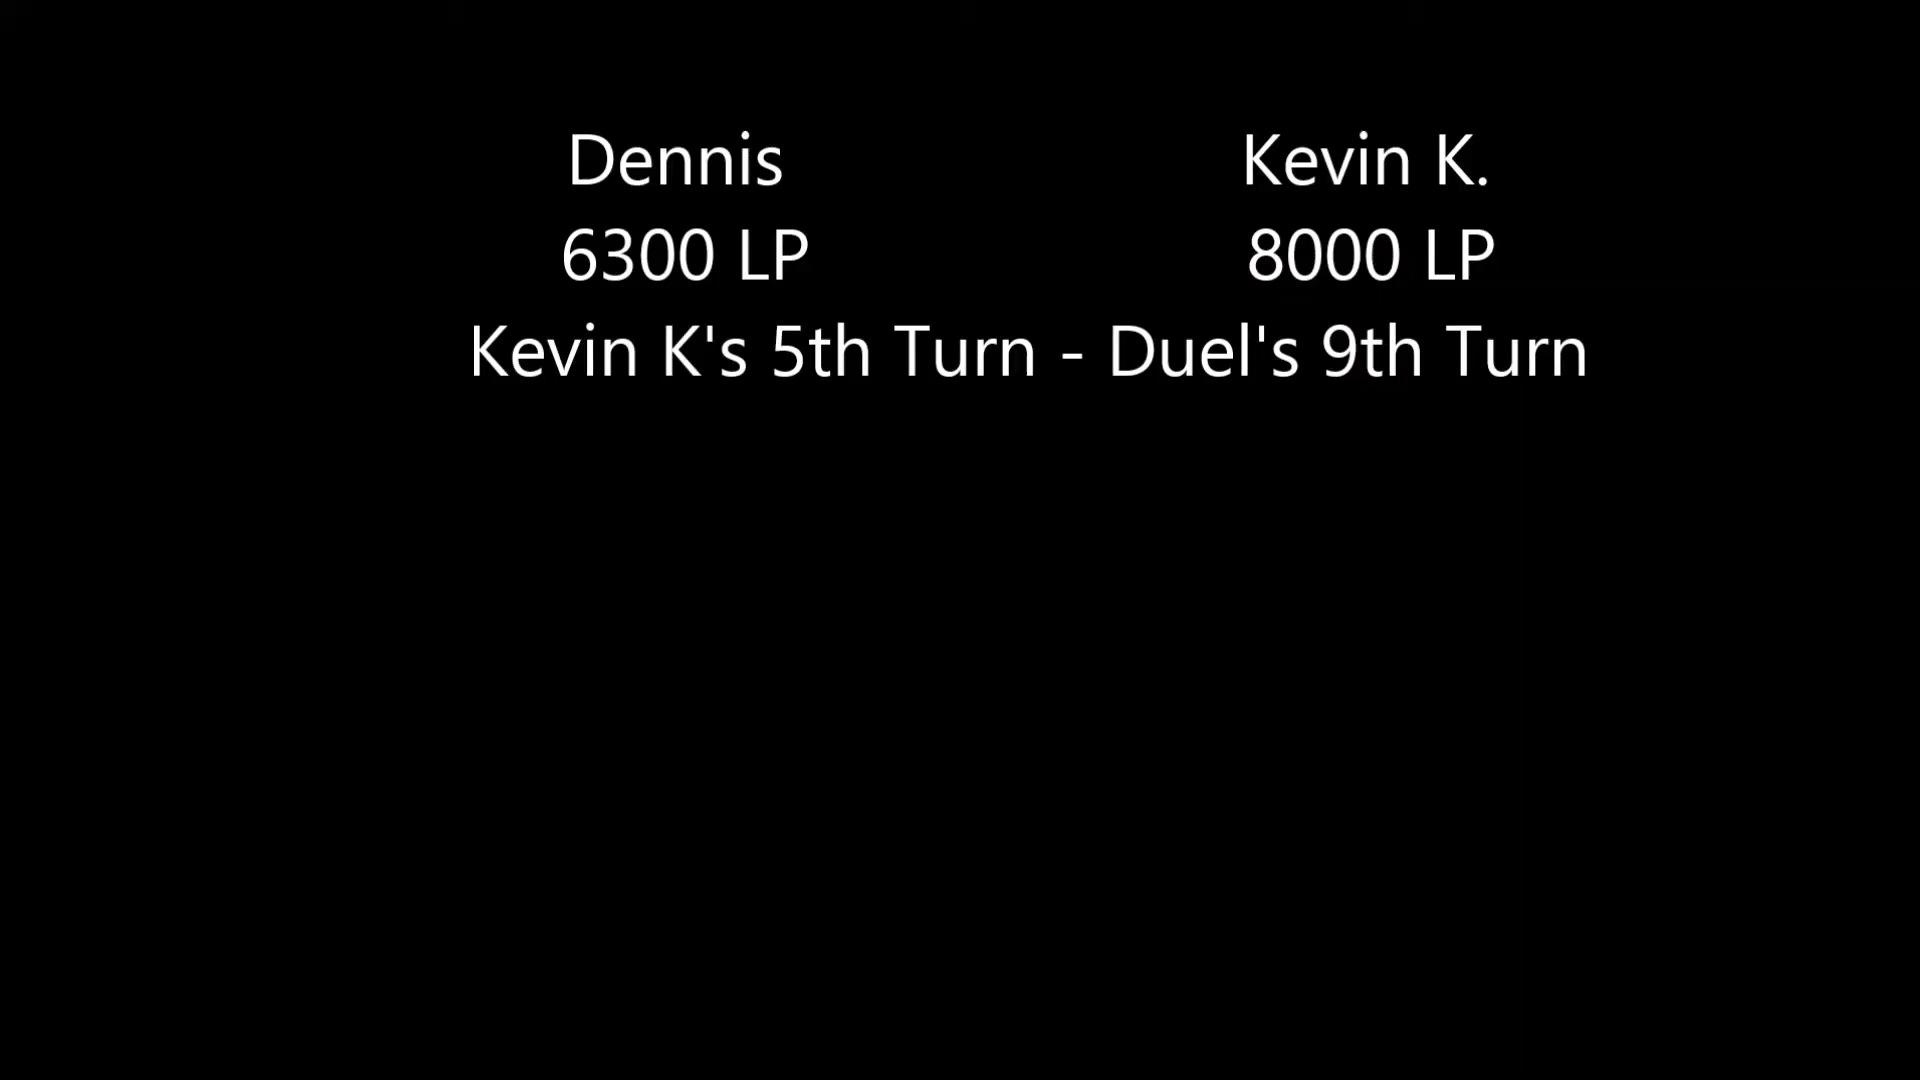 Dennis Kevin K.
6300 LP 8000 LP
Kevin K's 5th Turn - Duel's 9th Turn